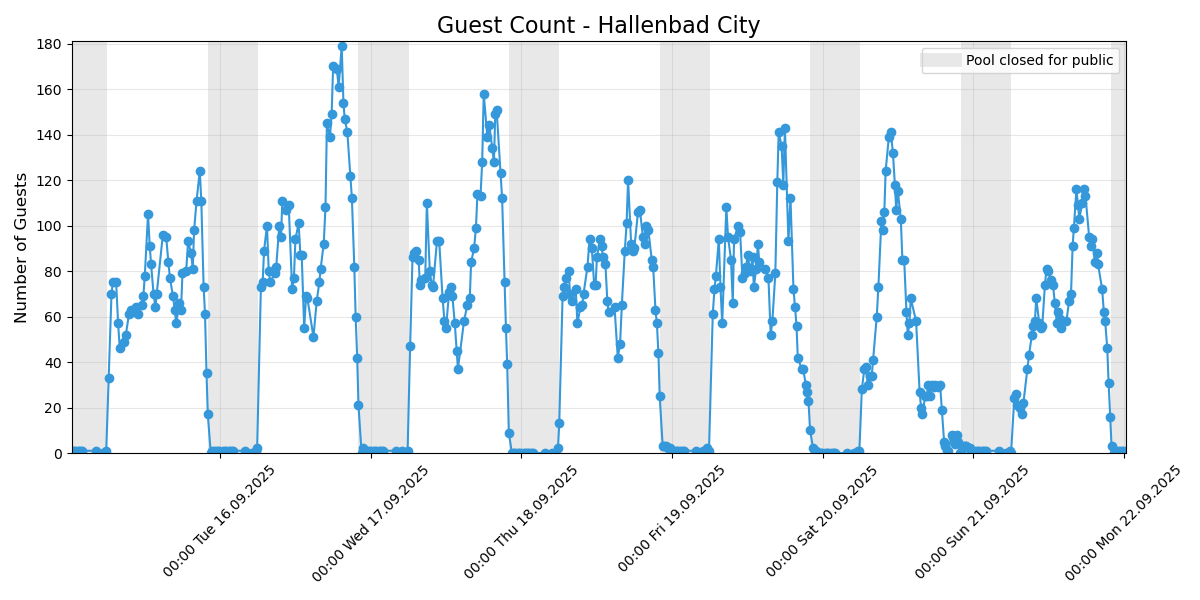 Guest Count - Hallenbad City
Pool closed for public
Number of Guests
180
160
140
120
100
80
60
40
20
0
00:00 Tue 16.09.2025
00:00 Wed 17.09.2025
00:00 Thu 18.09.2025
00:00 Fri 19.09.2025
00:00 Sat 20.09.2025
00:00 Sun 21.09.2025
00:00 Mon 22.09.2025